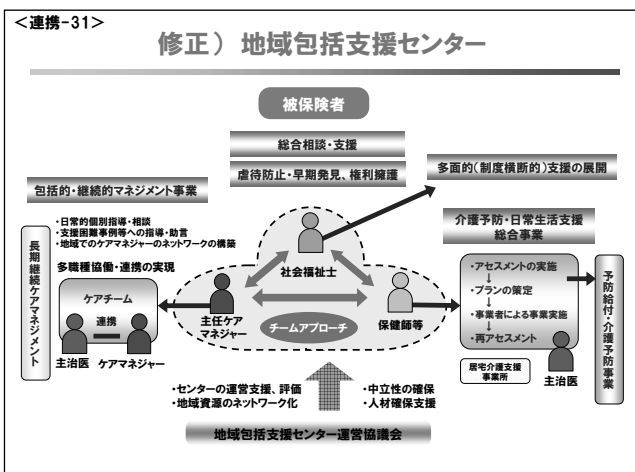 <連携-31>
修正）地域包括支援センター
被保険者
総合相談・支援
虐待防止・早期発見、権利擁護
多面的(制度横断的)支援の展開
包括的・継続的マネジメント事業
・日常的個別指導・相談
・支援困難事例等への指導・助言
・地域でのケアマネジャーのネットワークの構築
多職種協働・連携の実現
長期継続ケアマネジメント
ケアチーム
連携
主治医
ケアマネジャー
社会福祉士
主任ケア
マネジャー
チームアプローチ
保健師等
介護予防・日常生活支援
総合事業
・アセスメントの実施
↓
・プランの策定
↓
・事業者による事業実施
↓
・再アセスメント
居宅介護支援
事業所
主治医
予防給付・介護予防事業
・センターの運営支援、評価
・地域資源のネットワーク化
・中立性の確保
・人材確保支援
地域包括支援センター運営協議会